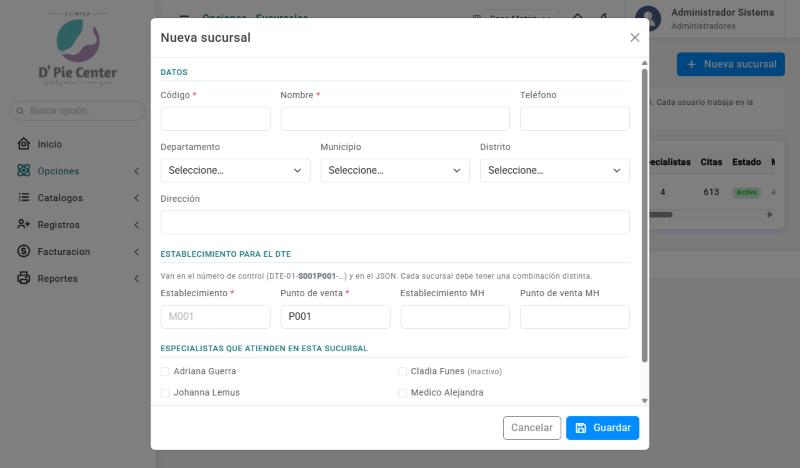 CLÍNICA
D' Pie Center
Buscar opción..
Inicio
Opciones
Catalogos
Registros
Facturacion
Reportes
Opciones
Sucursales
Casa Matriz
Administrador Sistema
Administradores
Nueva sucursal
n. Cada usuario trabaja en la
pecialistas Citas Estado
4 613 Activa a
Nueva sucursal
DATOS
Código * Nombre * Teléfono
Departamento Municipio Distrito
Seleccione... Seleccione... Seleccione...
Dirección
ESTABLECIMIENTO PARA EL DTE
Van en el número de control (DTE-01-S001P001-…) y en el JSON. Cada sucursal debe tener una combinación distinta.
Establecimiento * Punto de venta * Establecimiento MH Punto de venta MH
M001 P001
ESPECIALISTAS QUE ATIENDEN EN ESTA SUCURSAL
Adriana Guerra Cladia Funes (inactivo)
Johanna Lemus Medico Alejandra
Cancelar Guardar